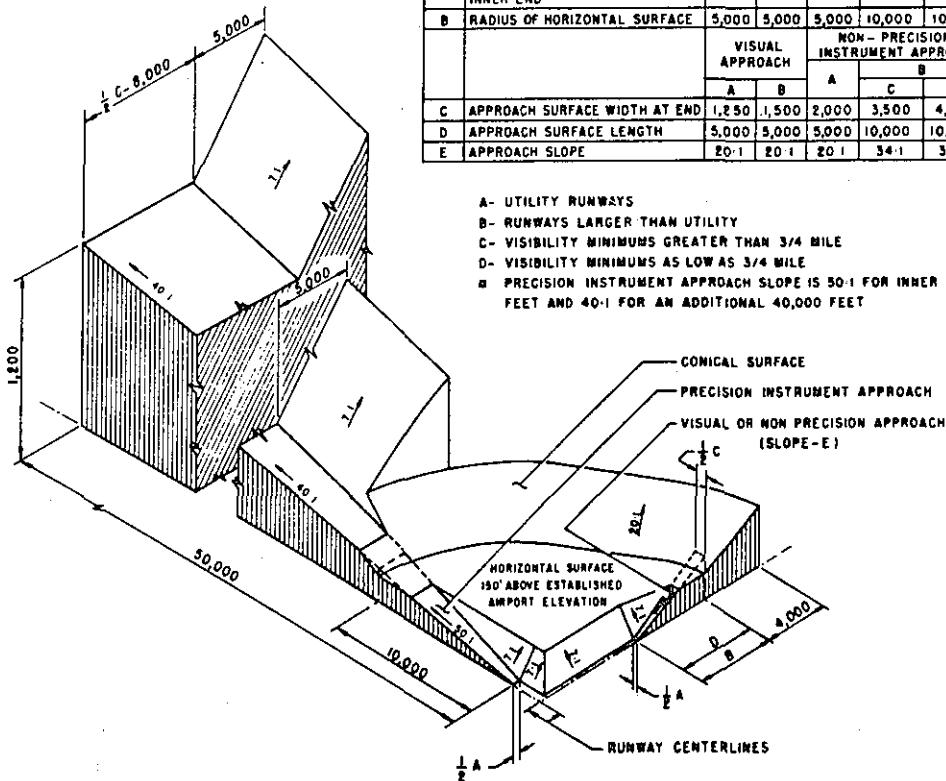 INNER END
B RADIUS OF HORIZONTAL SURFACE 5,000 5,000 5,000 10,000
VISUAL APPROACH
NON- PRECISION INSTRUMENT
A B A B
C
C APPROACH SURFACE WIDTH AT END 1,250 1,500 2,000 3,500
D APPROACH SURFACE LENGTH 5,000 5,000 5,000 10,000
E APPROACH SLOPE 20:1 20:1 20:1 34:1
A- UTILITY RUNWAYS
B- RUNWAYS LARGER THAN UTILITY
C- VISIBILITY MINIMUMS GREATER THAN 3/4 MILE
D- VISIBILITY MINIMUMS AS LOW AS 3/4 MILE
PRECISION INSTRUMENT APPROACH SLOPE IS 50:1 FOR INNER
FEET AND 40:1 FOR AN ADDITIONAL 40,000 FEET
5,000
1/2 C-8,000
7:1
40:1
5,000
1,200
7:1
40:1
CONICAL SURFACE
PRECISION INSTRUMENT APPROACH
VISUAL OR NON PRECISION APPROACH
(SLOPE-E)
1/2 C
20:1
50,000
HORIZONTAL SURFACE
150' ABOVE ESTABLISHED
AIRPORT ELEVATION
50:1
10,000
7:1
7:1
7:1
7:1
4,000
D
B
1/2 A
RUNWAY CENTERLINES
1/2 A